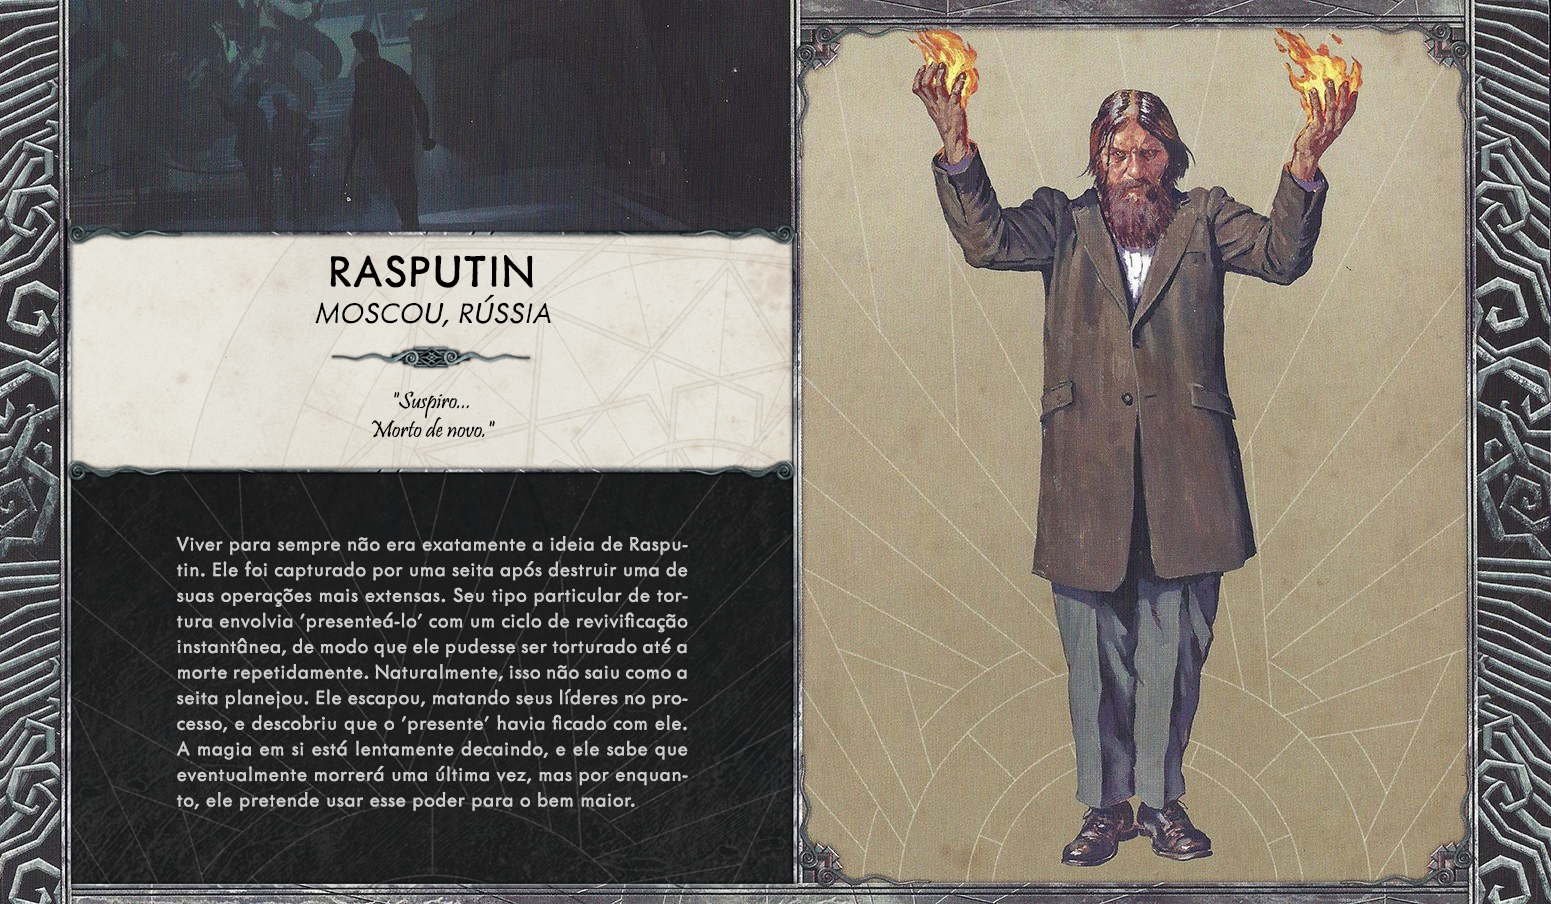 RASPUTIN
MOSCOU, RÚSSIA
"Suspiro...
Morto de novo."
Viver para sempre não era exatamente a ideia de Raspu-
tin. Ele foi capturado por uma seita após destruir uma de
suas operações mais extensas. Seu tipo particular de tor-
tura envolvia 'presenteá-lo' com um ciclo de revivificação
instantânea, de modo que ele pudesse ser torturado até a
morte repetidamente. Naturalmente, isso não saiu como a
seita planejou. Ele escapou, matando seus líderes no pro-
cesso, e descobriu que o 'presente' havia ficado com ele.
A magia em si está lentamente decaindo, e ele sabe que
eventualmente morrerá uma última vez, mas por enquan-
to, ele pretende usar esse poder para o bem maior.